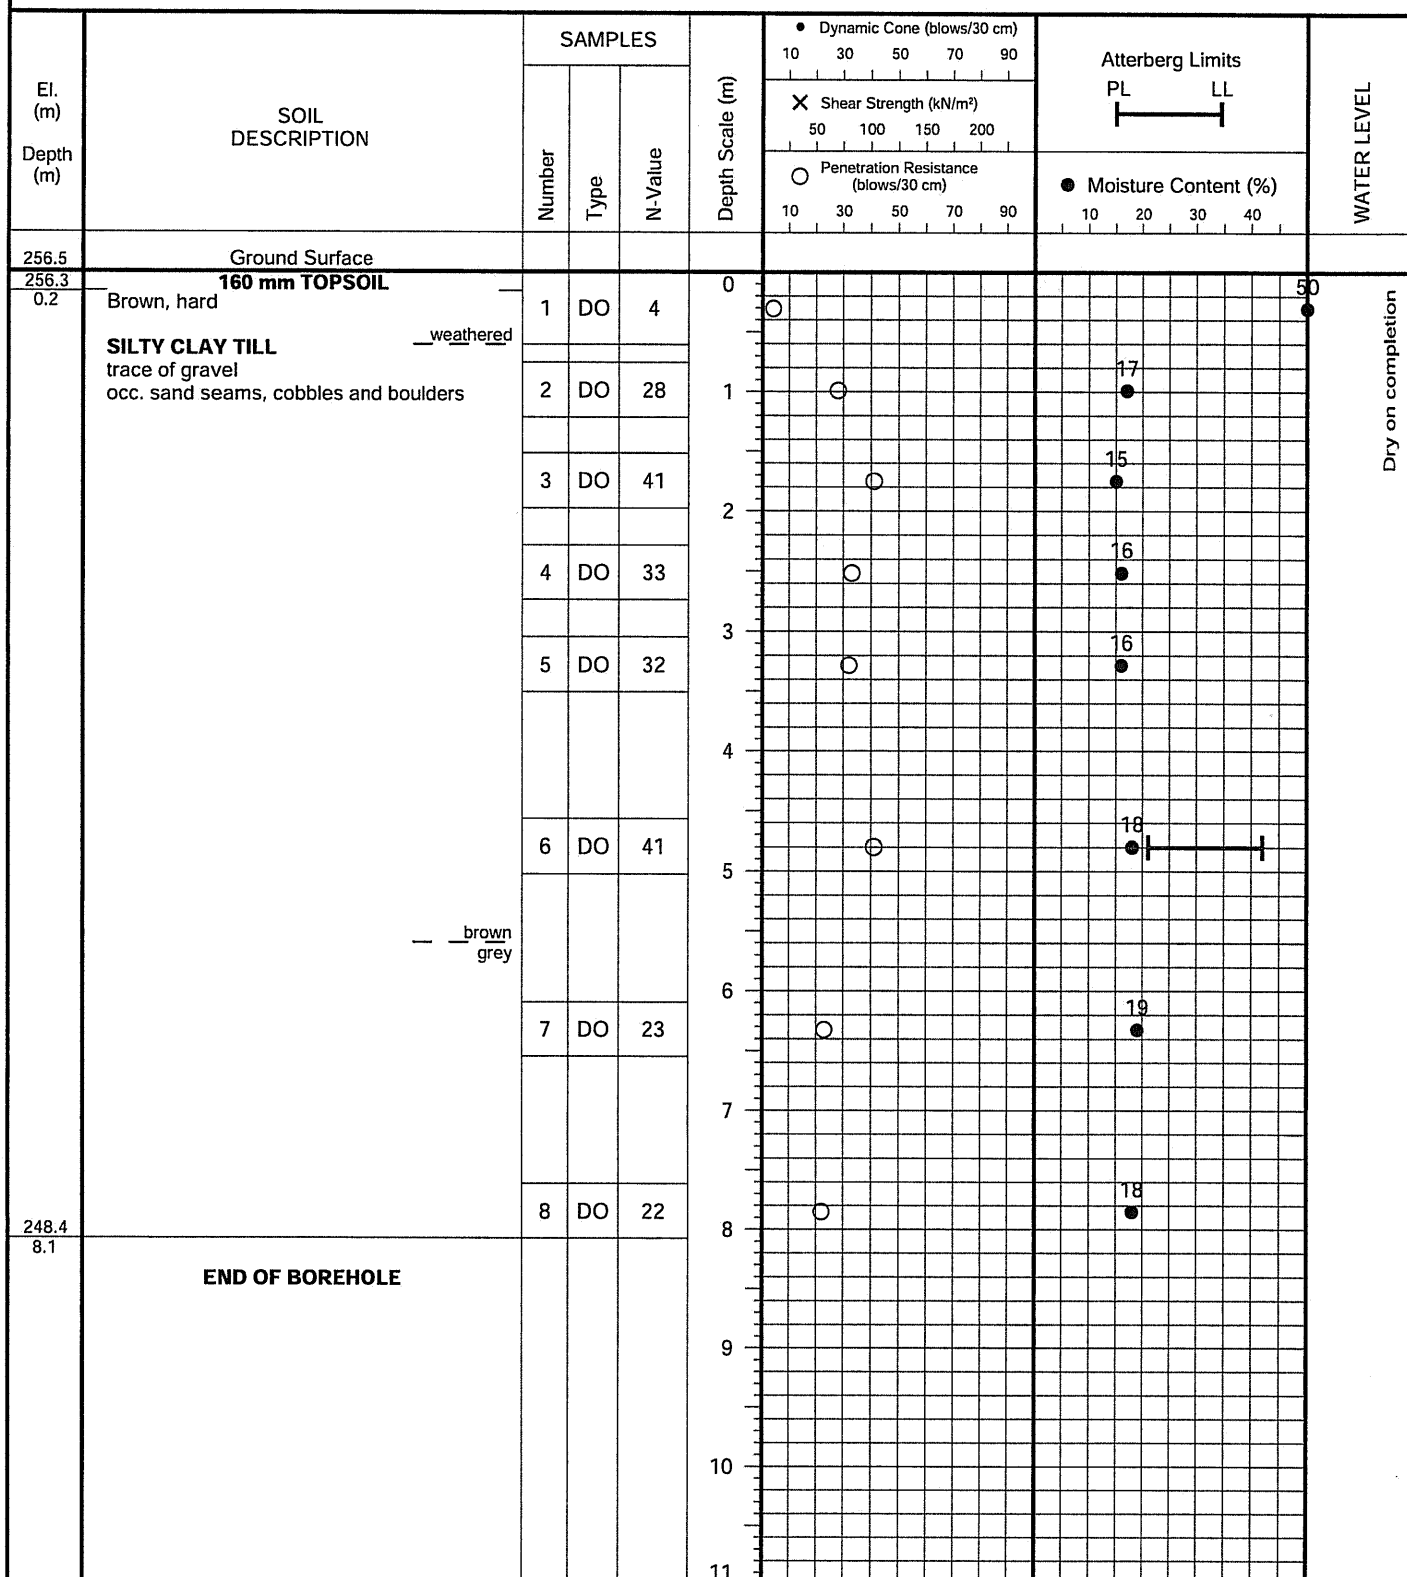 El.
(m)
Depth
(m)
SOIL
DESCRIPTION
SAMPLES
Number
Type
N-Value
Depth Scale (m)
● Dynamic Cone (blows/30 cm)
10 30 50 70 90
X Shear Strength (kN/m²)
50 100 150 200
O Penetration Resistance
(blows/30 cm)
10 30 50 70 90
Atterberg Limits
PL LL
● Moisture Content (%)
10 20 30 40
WATER LEVEL
256.5 Ground Surface
256.3 160 mm TOPSOIL 0
0.2 Brown, hard 1 DO 4 50
weathered
SILTY CLAY TILL
trace of gravel 17
occ. sand seams, cobbles and boulders 2 DO 28 1
Dry on completion
15
3 DO 41
2
16
4 DO 33
3
16
5 DO 32
4
18
6 DO 41
5
brown
grey
6
19
7 DO 23
7
18
8 DO 22
248.4 8
8.1
END OF BOREHOLE
9
10
11